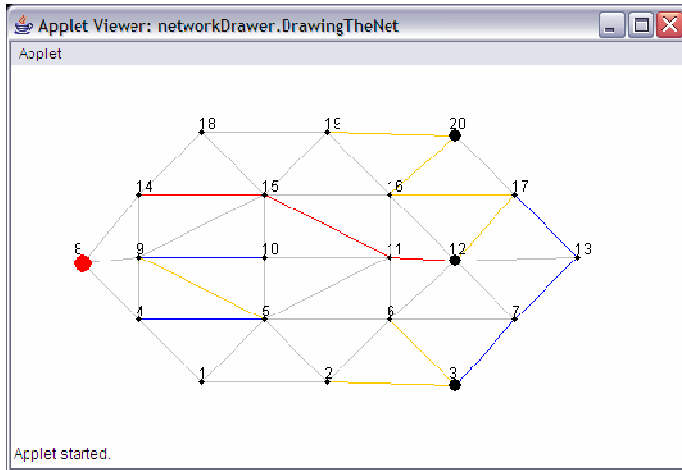 Applet Viewer: networkDrawer.DrawingTheNet
Applet
18 19 20
14 15 16 17
8 9 10 11 12 13
4 5 6 7
1 2 3
Applet started.